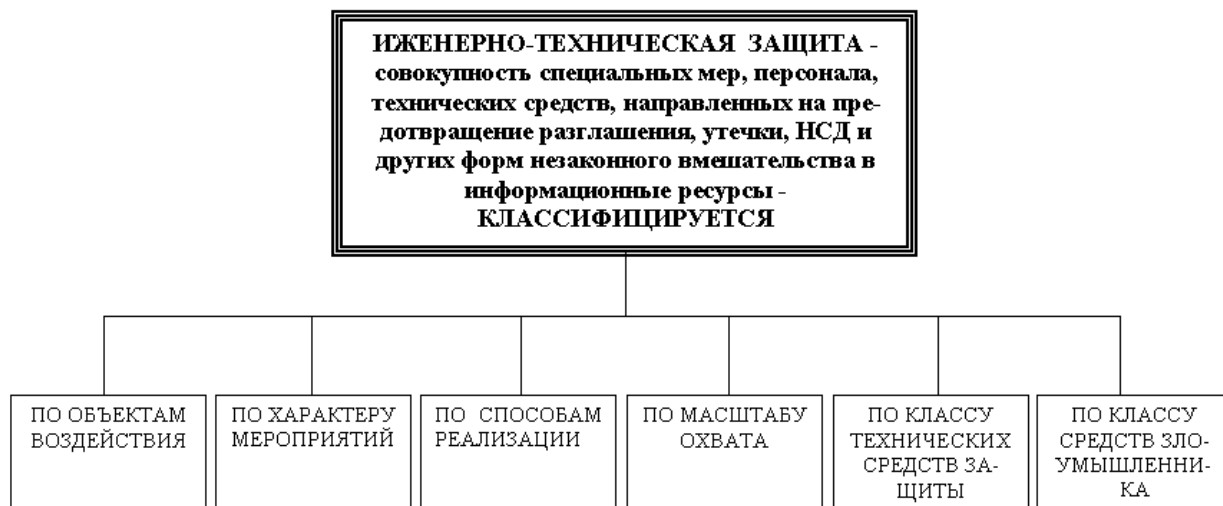 ИЖЕНЕРНО-ТЕХНИЧЕСКАЯ ЗАЩИТА -
совокупность специальных мер, персонала,
технических средств, направленных на пре-
дотвращение разглашения, утечки, НСД и
других форм незаконного вмешательства в
информационные ресурсы -
КЛАССИФИЦИРУЕТСЯ
ПО ОБЪЕКТАМ
ВОЗДЕЙСТВИЯ
ПО ХАРАКТЕРУ
МЕРОПРИЯТИЙ
ПО СПОСОБАМ
РЕАЛИЗАЦИИ
ПО МАСШТАБУ
ОХВАТА
ПО КЛАССУ
ТЕХНИЧЕСКИХ
СРЕДСТВ ЗА-
ЩИТЫ
ПО КЛАССУ
СРЕДСТВ ЗЛО-
УМЫШЛЕННИ-
КА